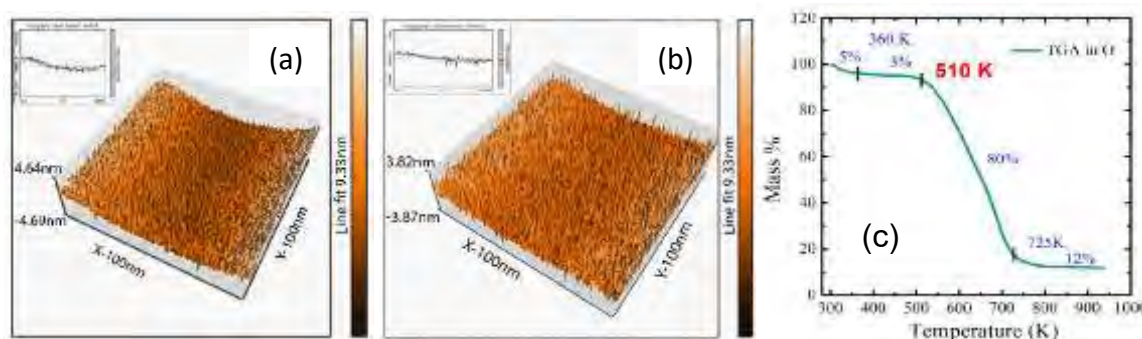 (a)
4.64nm
-4.69nm
X-100nm
Y-100nm
Line fit 9.33nm
(b)
3.82nm
-3.87nm
X-100nm
Y-100nm
Line fit 9.33nm
120
100
80
60
40
20
0
Mass %
360 K
5%
3%
510 K
TGA in O
80%
(c)
725K
12%
300 400 500 600 700 800 900 1000
Temperature (K)